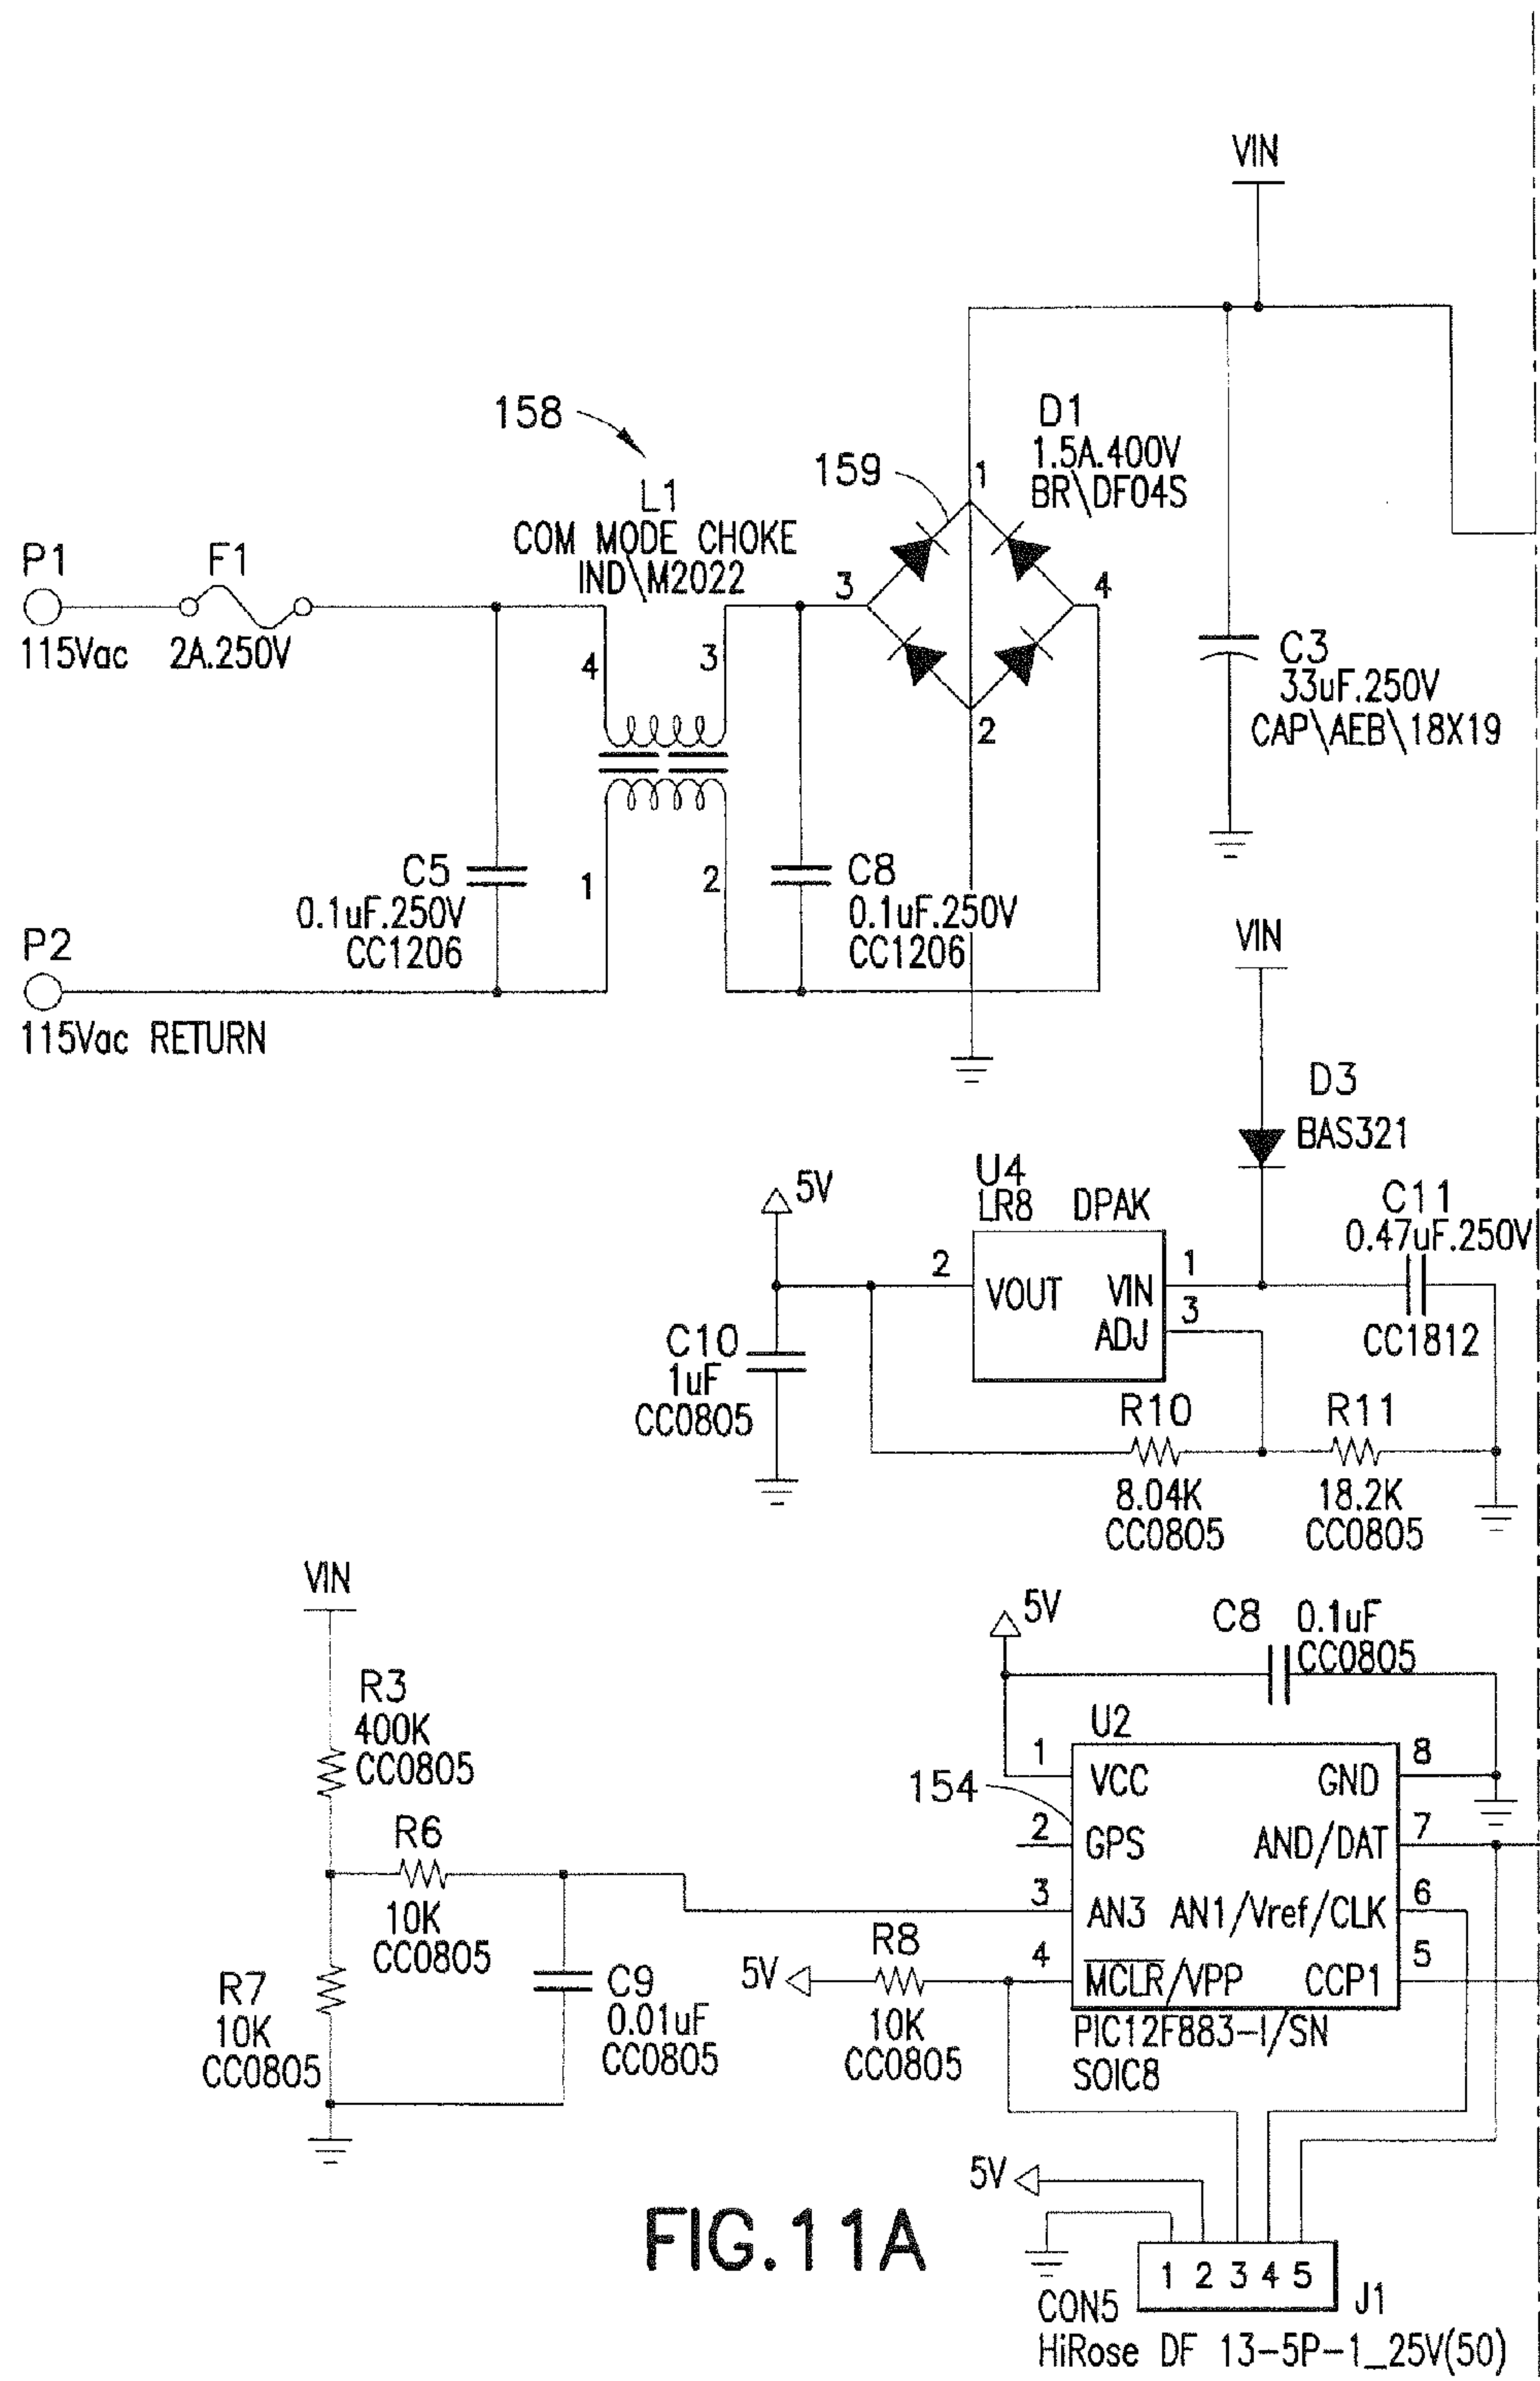 VIN
158
L1
COM MODE CHOKE
IND\M2022
159
D1
1.5A.400V
BR\DF04S
1
3
4
2
P1
115Vac
F1
2A.250V
4
3
1
2
C3
33uF.250V
CAP\AEB\18X19
C5
0.1uF.250V
CC1206
C8
0.1uF.250V
CC1206
P2
115Vac RETURN
VIN
D3
BAS321
5V
U4
LR8 DPAK
2
VOUT VIN
1
ADJ
3
C11
0.47uF.250V
CC1812
C10
1uF
CC0805
R10
8.04K
CC0805
R11
18.2K
CC0805
VIN
R3
400K
CC0805
R6
10K
CC0805
R7
10K
CC0805
C9
0.01uF
CC0805
5V
R8
10K
CC0805
5V
C8 0.1uF
CC0805
U2
154
1 VCC GND 8
2 GPS AND/DAT 7
3 AN3 AN1/Vref/CLK 6
4 MCLR/VPP CCP1 5
PIC12F883-I/SN
SOIC8
5V
1 2 3 4 5
J1
CON5
HiRose DF 13-5P-1_25V(50)
FIG.11A